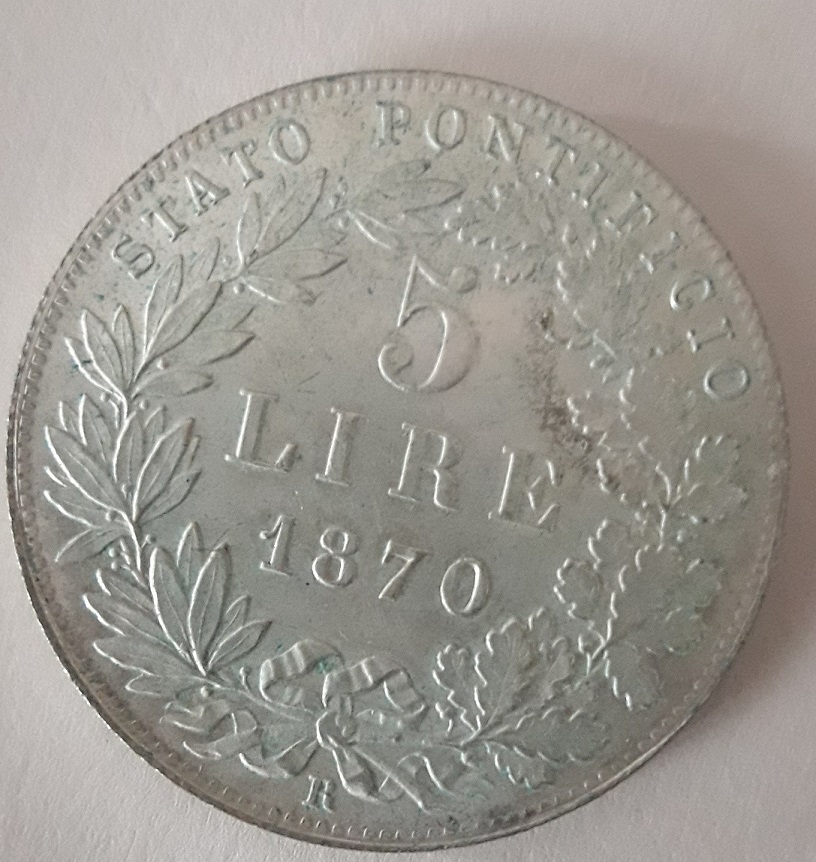 STATO PONTIFICIO
5
LIRE
1870
R